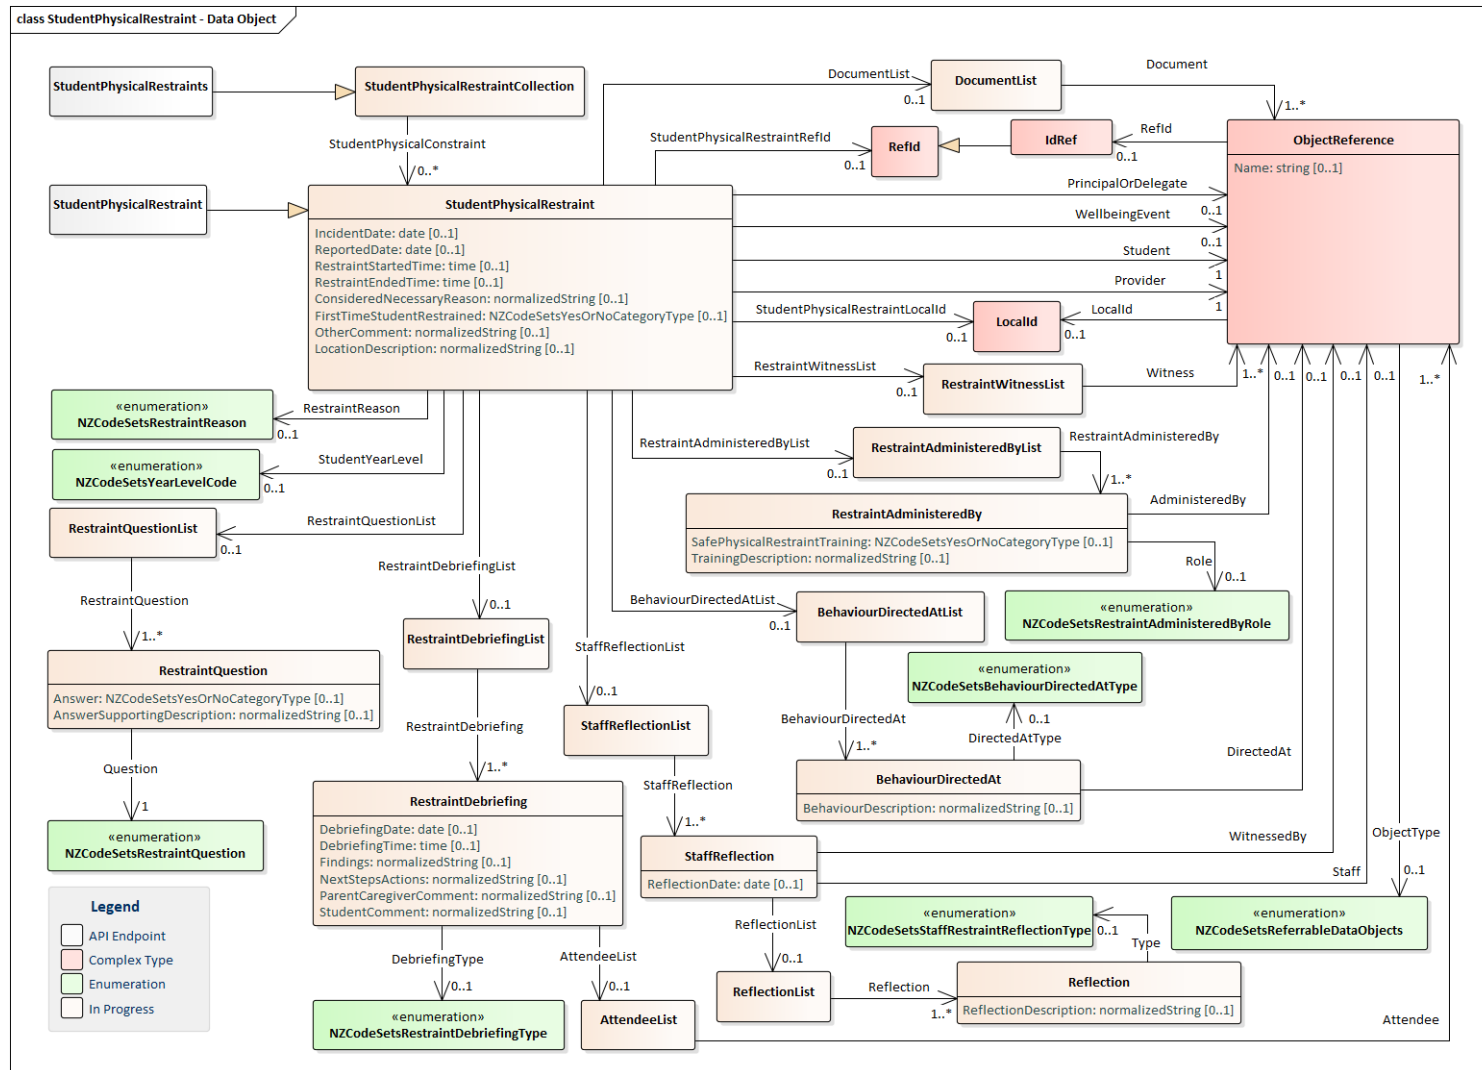 class StudentPhysicalRestraint - Data Object
StudentPhysicalRestraints
StudentPhysicalRestraintCollection
StudentPhysicalConstraint
0..*
StudentPhysicalRestraint
StudentPhysicalRestraint
IncidentDate: date [0..1]
ReportedDate: date [0..1]
RestraintStartedTime: time [0..1]
RestraintEndedTime: time [0..1]
ConsideredNecessaryReason: normalizedString [0..1]
FirstTimeStudentRestrained: NZCodeSetsYesOrNoCategoryType [0..1]
OtherComment: normalizedString [0..1]
LocationDescription: normalizedString [0..1]
DocumentList
0..1
DocumentList
Document
1..*
StudentPhysicalRestraintRefId
0..1
RefId
IdRef
RefId
0..1
ObjectReference
Name: string [0..1]
PrincipalOrDelegate
0..1
WellbeingEvent
0..1
Student
1
Provider
1
StudentPhysicalRestraintLocalId
0..1
LocalId
LocalId
0..1
RestraintWitnessList
0..1
RestraintWitnessList
Witness
1..*
0..1
0..1
0..1
0..1
1..*
«enumeration»
NZCodeSetsRestraintReason
RestraintReason
0..1
«enumeration»
NZCodeSetsYearLevelCode
StudentYearLevel
0..1
RestraintQuestionList
RestraintQuestionList
0..1
RestraintQuestion
1..*
RestraintQuestion
Answer: NZCodeSetsYesOrNoCategoryType [0..1]
AnswerSupportingDescription: normalizedString [0..1]
Question
1
«enumeration»
NZCodeSetsRestraintQuestion
RestraintAdministeredByList
0..1
RestraintAdministeredByList
RestraintAdministeredBy
1..*
RestraintAdministeredBy
SafePhysicalRestraintTraining: NZCodeSetsYesOrNoCategoryType [0..1]
TrainingDescription: normalizedString [0..1]
AdministeredBy
Role
0..1
«enumeration»
NZCodeSetsRestraintAdministeredByRole
RestraintDebriefingList
0..1
RestraintDebriefingList
RestraintDebriefing
1..*
RestraintDebriefing
DebriefingDate: date [0..1]
DebriefingTime: time [0..1]
Findings: normalizedString [0..1]
NextStepsActions: normalizedString [0..1]
ParentCaregiverComment: normalizedString [0..1]
StudentComment: normalizedString [0..1]
DebriefingType
0..1
«enumeration»
NZCodeSetsRestraintDebriefingType
AttendeeList
0..1
AttendeeList
Attendee
BehaviourDirectedAtList
0..1
BehaviourDirectedAtList
BehaviourDirectedAt
1..*
«enumeration»
NZCodeSetsBehaviourDirectedAtType
0..1
DirectedAtType
BehaviourDirectedAt
BehaviourDescription: normalizedString [0..1]
DirectedAt
StaffReflectionList
0..1
StaffReflectionList
StaffReflection
1..*
StaffReflection
ReflectionDate: date [0..1]
WitnessedBy
Staff
ObjectType
0..1
«enumeration»
NZCodeSetsReferrableDataObjects
ReflectionList
0..1
ReflectionList
Reflection
1..*
Reflection
ReflectionDescription: normalizedString [0..1]
Type
0..1
«enumeration»
NZCodeSetsStaffRestraintReflectionType
Legend
API Endpoint
Complex Type
Enumeration
In Progress